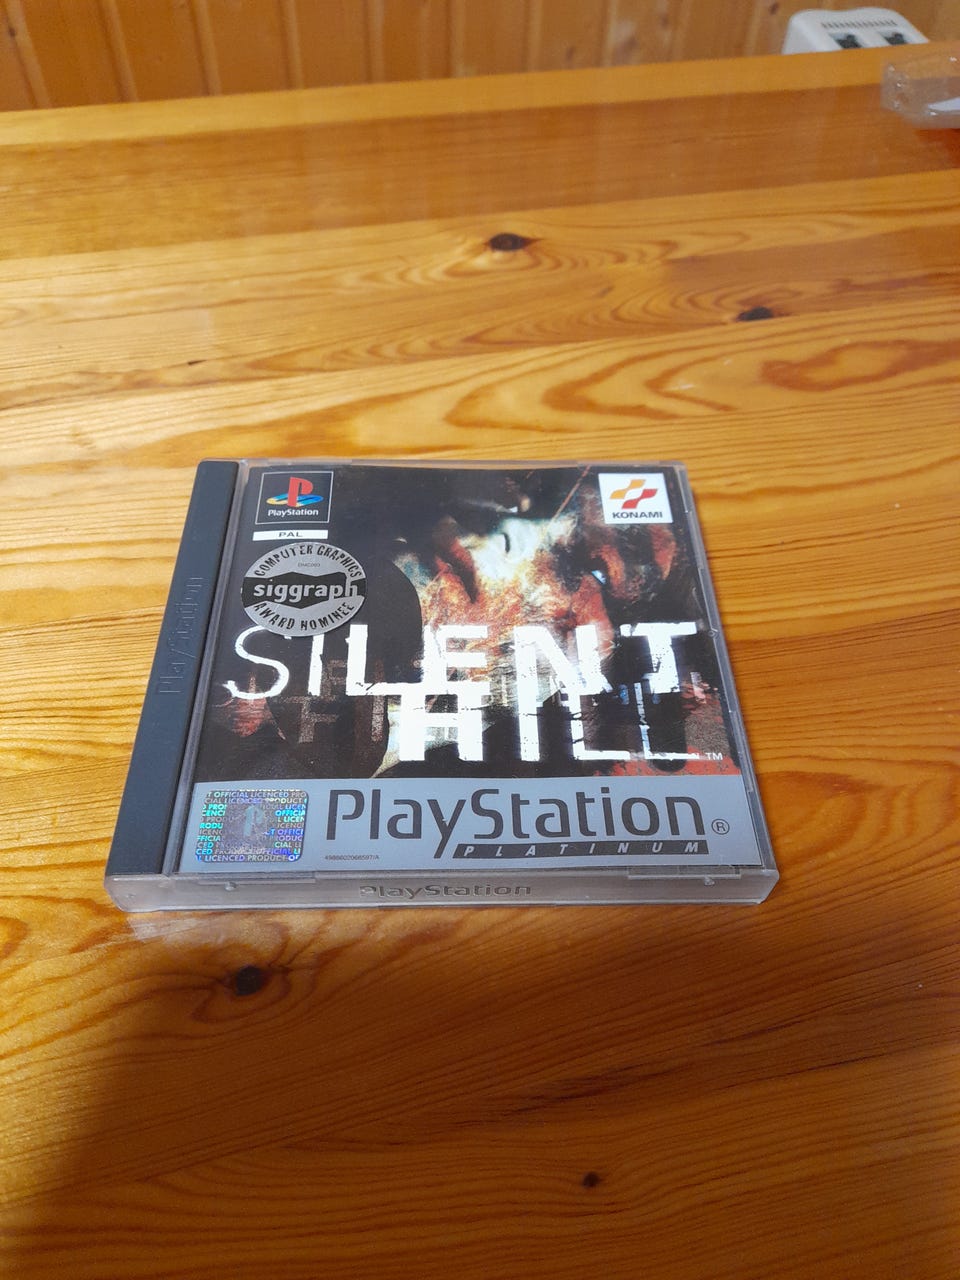 PlayStation
KONAMI
PAL
COMPUTER GRAPHICS
siggraph
AWARD NOMINEE
SILENT
HILL
TM
PlayStation®
PLATINUM
PlayStation
PlayStation